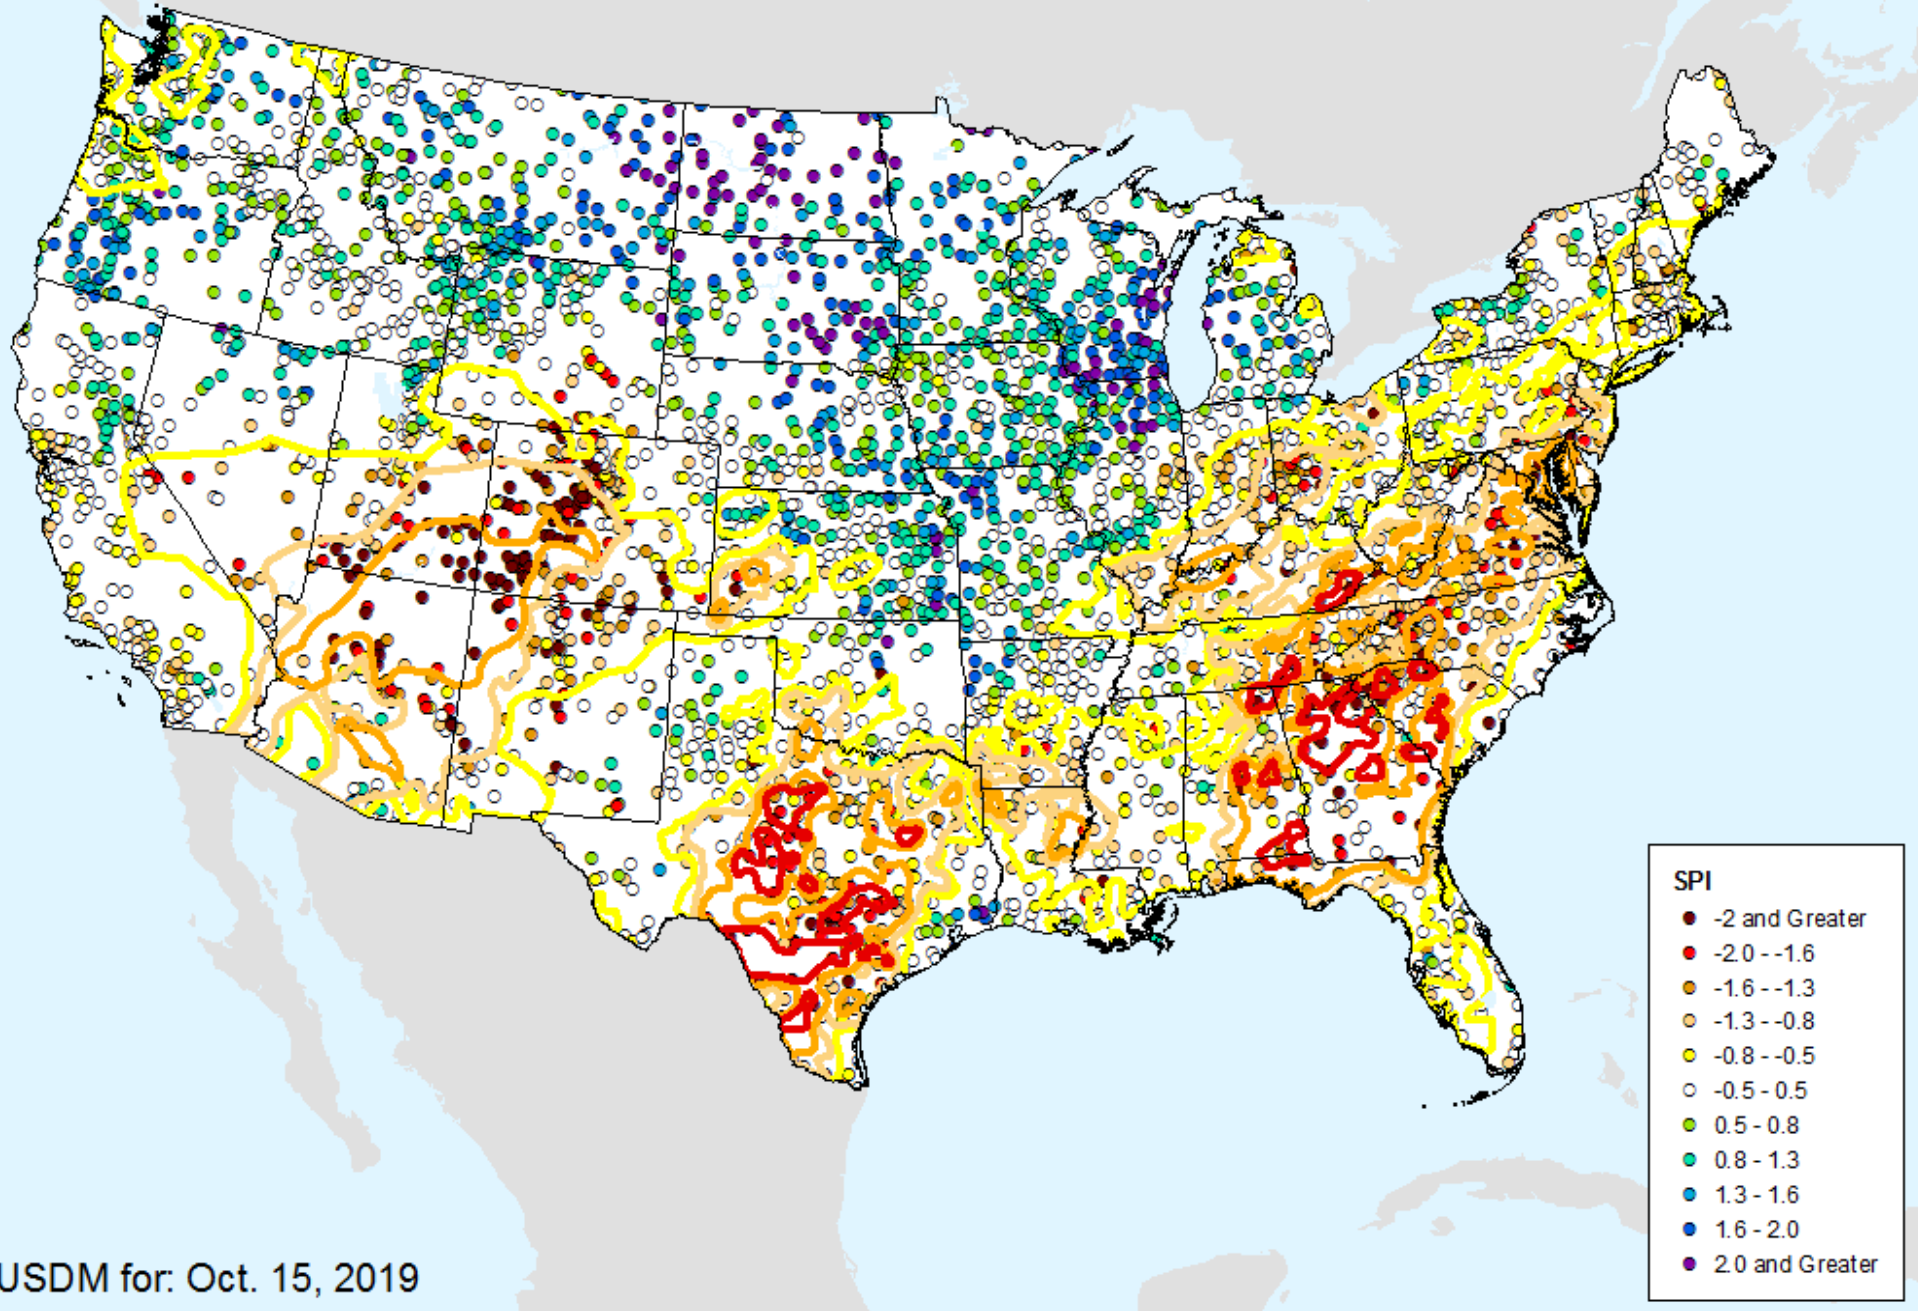 SPI
-2 and Greater
-2.0 - -1.6
-1.6 - -1.3
-1.3 - -0.8
-0.8 - -0.5
-0.5 - 0.5
0.5 - 0.8
0.8 - 1.3
1.3 - 1.6
1.6 - 2.0
2.0 and Greater
USDM for: Oct. 15, 2019